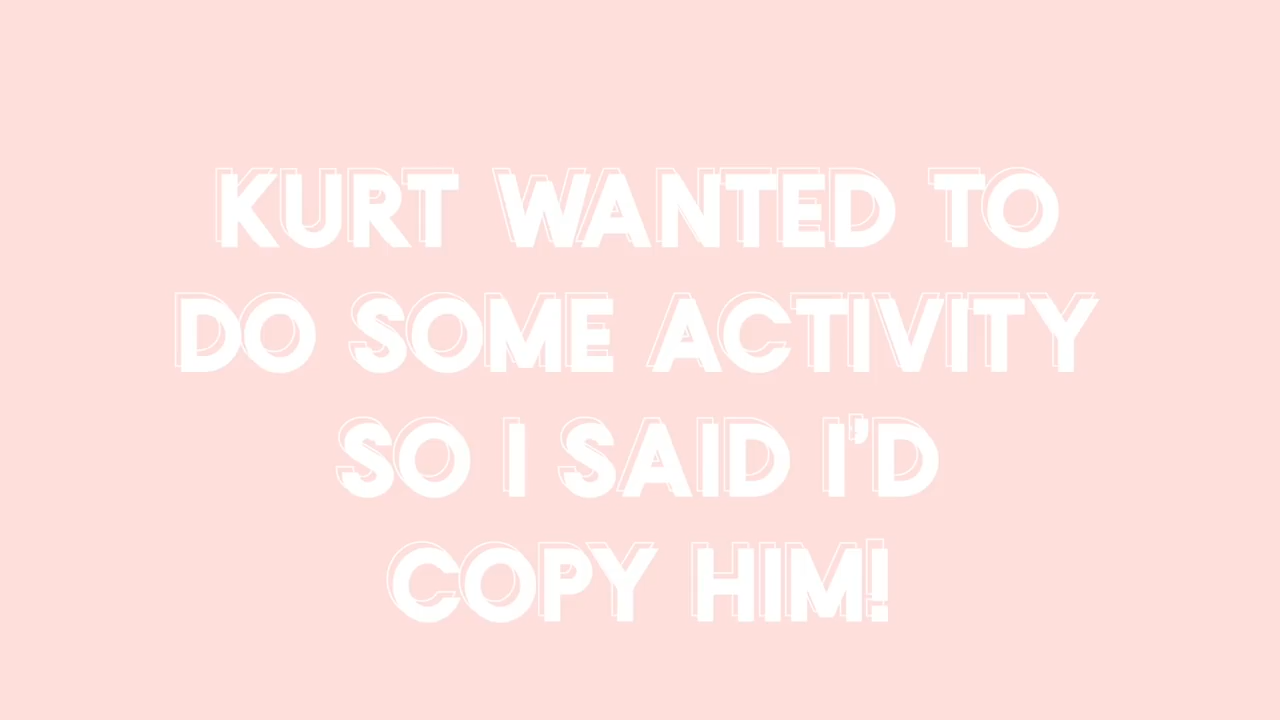 KURT WANTED TO
DO SOME ACTIVITY
SO I SAID I'D
COPY HIM!